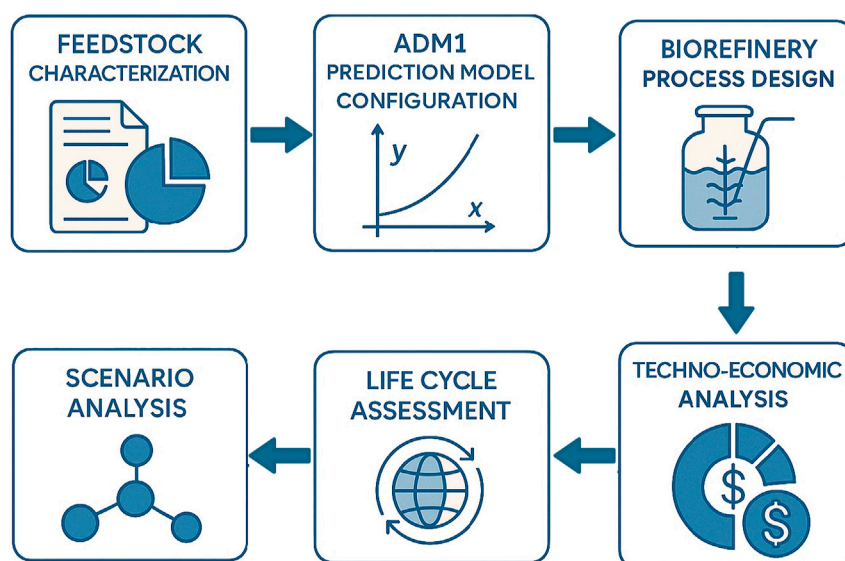 FEEDSTOCK
CHARACTERIZATION
ADM1
PREDICTION MODEL
CONFIGURATION
y
x
BIOREFINERY
PROCESS DESIGN
TECHNO-ECONOMIC
ANALYSIS
$
$
LIFE CYCLE
ASSESSMENT
SCENARIO
ANALYSIS